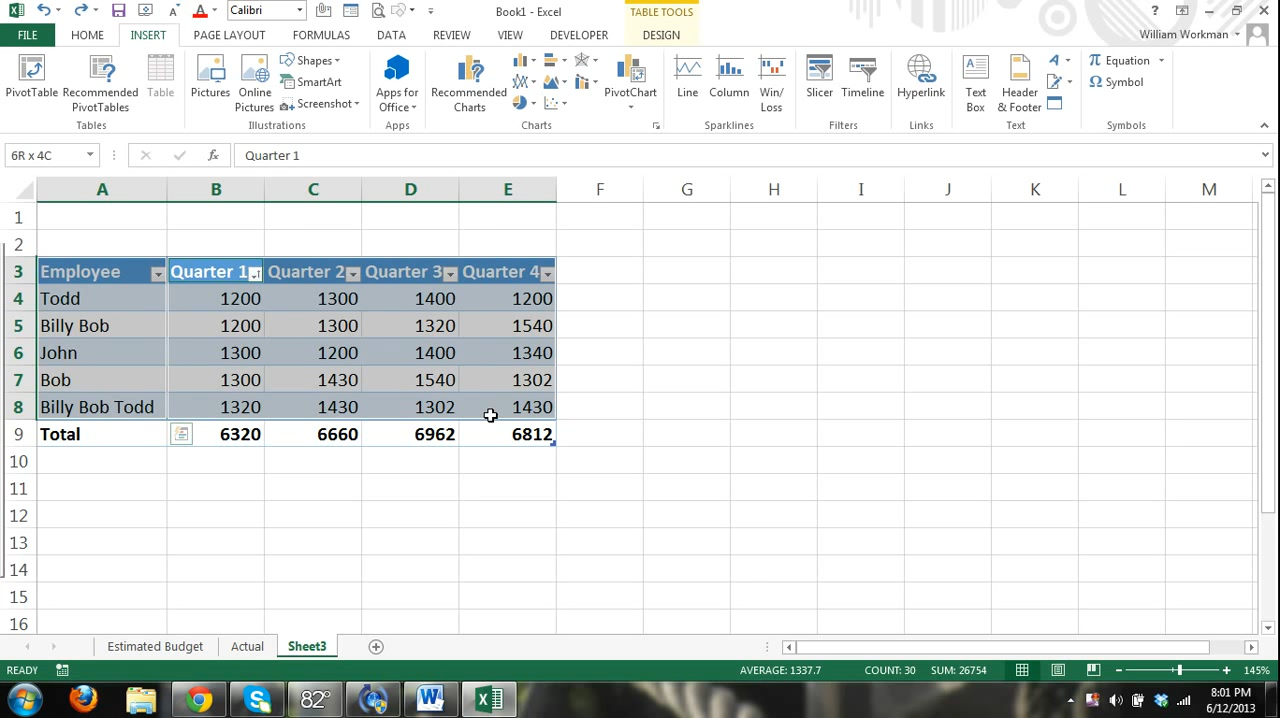 Calibri
Book1 - Excel
TABLE TOOLS
?
FILE HOME INSERT PAGE LAYOUT FORMULAS DATA REVIEW VIEW DEVELOPER DESIGN William Workman
PivotTable Recommended PivotTables Table
Tables
Pictures Online Pictures Shapes SmartArt Screenshot
Illustrations
Apps for Office
Apps
Recommended Charts PivotChart
Charts
Line Column Win/ Loss
Sparklines
Slicer Timeline
Filters
Hyperlink
Links
Text Box Header & Footer
Text
Equation Symbol
Symbols
6R x 4C fx Quarter 1
A B C D E F G H I J K L M
1
2
3 Employee Quarter 1 Quarter 2 Quarter 3 Quarter 4
4 Todd 1200 1300 1400 1200
5 Billy Bob 1200 1300 1320 1540
6 John 1300 1200 1400 1340
7 Bob 1300 1430 1540 1302
8 Billy Bob Todd 1320 1430 1302 1430
9 Total 6320 6660 6962 6812
10
11
12
13
14
15
16
Estimated Budget Actual Sheet3
READY AVERAGE: 1337.7 COUNT: 30 SUM: 26754 145%
82°
8:01 PM
6/12/2013